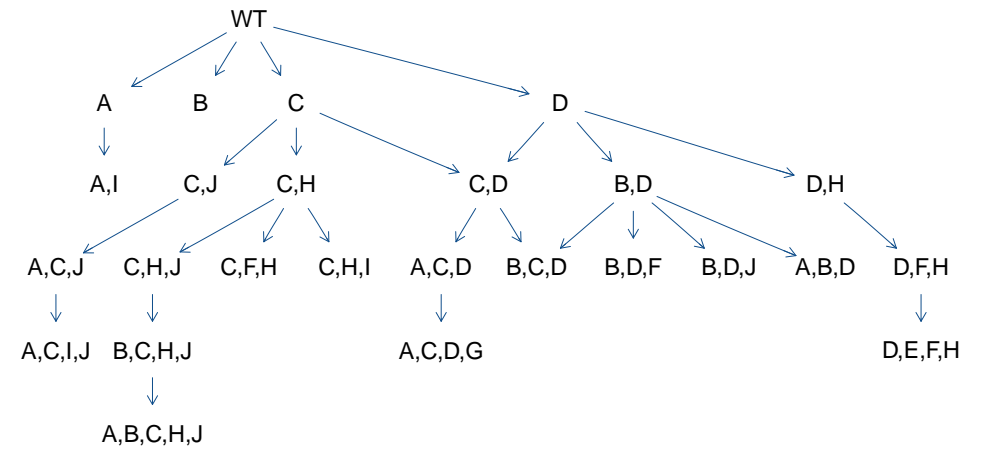 WT
A B C D
A,I C,J C,H C,D B,D D,H
A,C,J C,H,J C,F,H C,H,I A,C,D B,C,D B,D,F B,D,J A,B,D D,F,H
A,C,I,J B,C,H,J A,C,D,G D,E,F,H
A,B,C,H,J